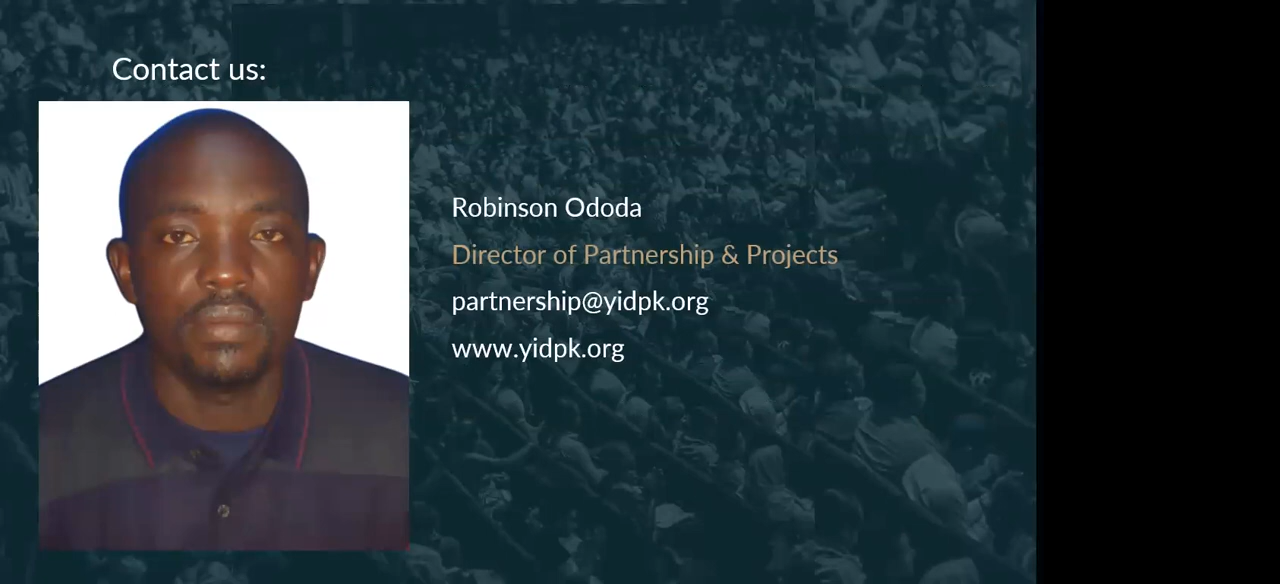 Contact us:
Robinson Ododa
Director of Partnership & Projects
partnership@yidpk.org
www.yidpk.org